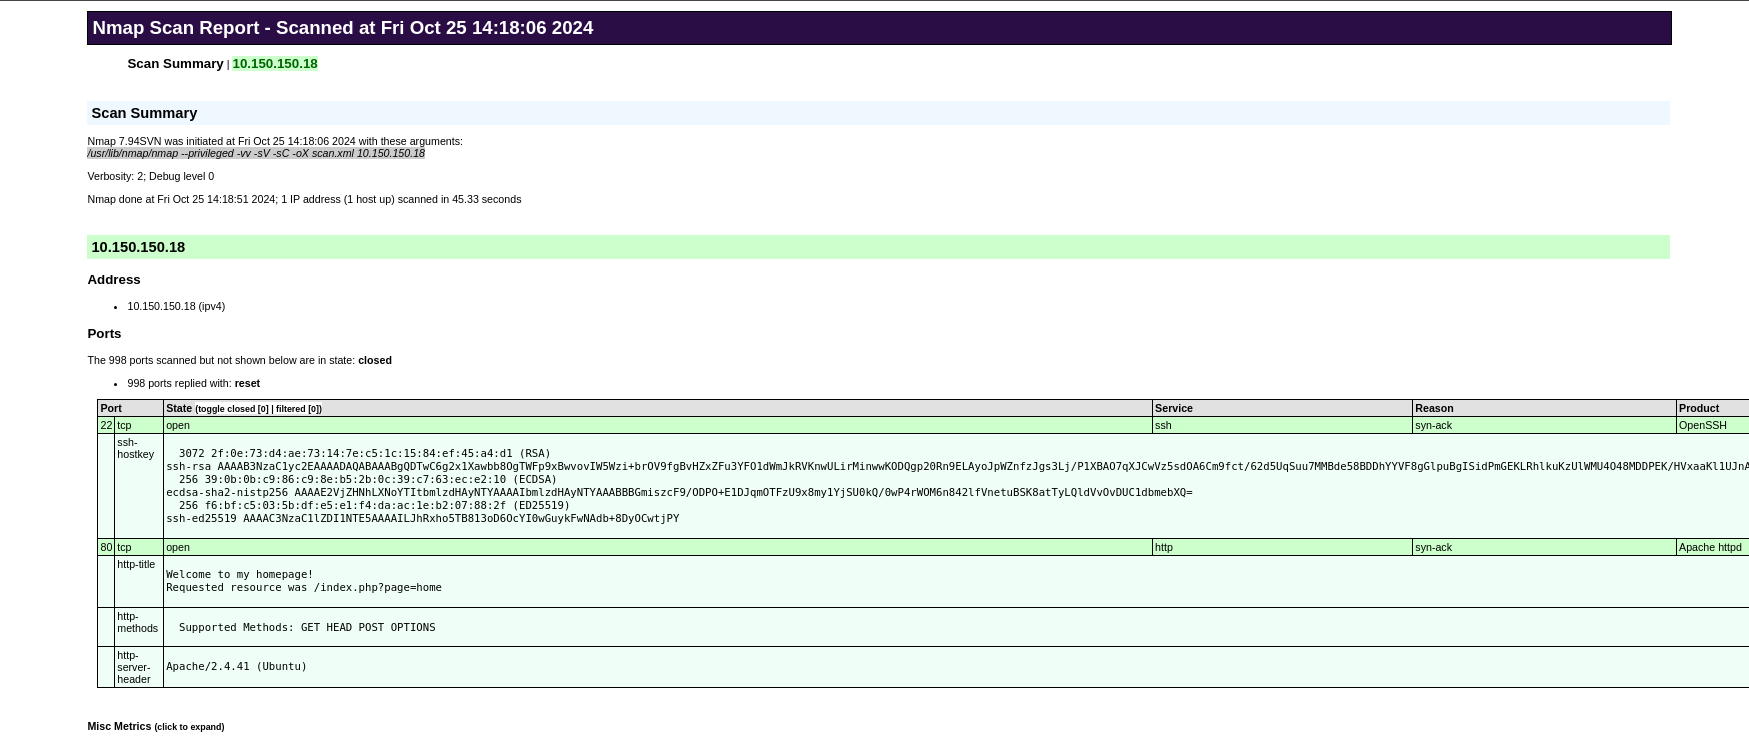 Nmap Scan Report - Scanned at Fri Oct 25 14:18:06 2024
Scan Summary | 10.150.150.18
Scan Summary
Nmap 7.94SVN was initiated at Fri Oct 25 14:18:06 2024 with these arguments:
/usr/lib/nmap/nmap --privileged -vv -sV -sC -oX scan.xml 10.150.150.18
Verbosity: 2; Debug level 0
Nmap done at Fri Oct 25 14:18:51 2024; 1 IP address (1 host up) scanned in 45.33 seconds
10.150.150.18
Address
• 10.150.150.18 (ipv4)
Ports
The 998 ports scanned but not shown below are in state: closed
• 998 ports replied with: reset
Port State (toggle closed [0] | filtered [0]) Service Reason Product
22 tcp open ssh syn-ack OpenSSH
ssh-
hostkey
3072 2f:0e:73:d4:ae:73:14:7e:c5:1c:15:84:ef:45:a4:d1 (RSA)
ssh-rsa AAAAB3NzaC1yc2EAAAADAQABAAABgQDTwC6g2x1Xawbb8OgTWFp9xBwvovIW5Wzi+brOV9fgBvHZxZFu3YFO1dWmJkRVKnwULirMinwwKODQgp20Rn9ELAyoJpWZnfzJgs3Lj/P1XBAO7qXJCwVz5sdOA6Cm9fct/62d5UqSuu7MMBde58BDDhYYVF8gGlpuBgISidPmGEKLRhlkuKzUlWMU4O48MDDPEK/HVxaaKl1UJnA
256 39:0b:0b:c9:86:c9:8e:b5:2b:0c:39:c7:63:ec:e2:10 (ECDSA)
ecdsa-sha2-nistp256 AAAAE2VjZHNhLXNoYTItbmlzdHAyNTYAAAAIbmlzdHAyNTYAAABBBGmiszcF9/ODPO+E1DJqmOTFzU9x8my1YjSU0kQ/0wP4rWOM6n842lfVnetuBSK8atTyLQldVvOvDUC1dbmebXQ=
256 f6:bf:c5:03:5b:df:e5:e1:f4:da:ac:1e:b2:07:88:2f (ED25519)
ssh-ed25519 AAAAC3NzaC1lZDI1NTE5AAAAILJhRxho5TB813oD6OcYI0wGuykFwNAdb+8DyOCwtjPY
80 tcp open http syn-ack Apache httpd
http-title
Welcome to my homepage!
Requested resource was /index.php?page=home
http-
methods
Supported Methods: GET HEAD POST OPTIONS
http-
server-
header
Apache/2.4.41 (Ubuntu)
Misc Metrics (click to expand)